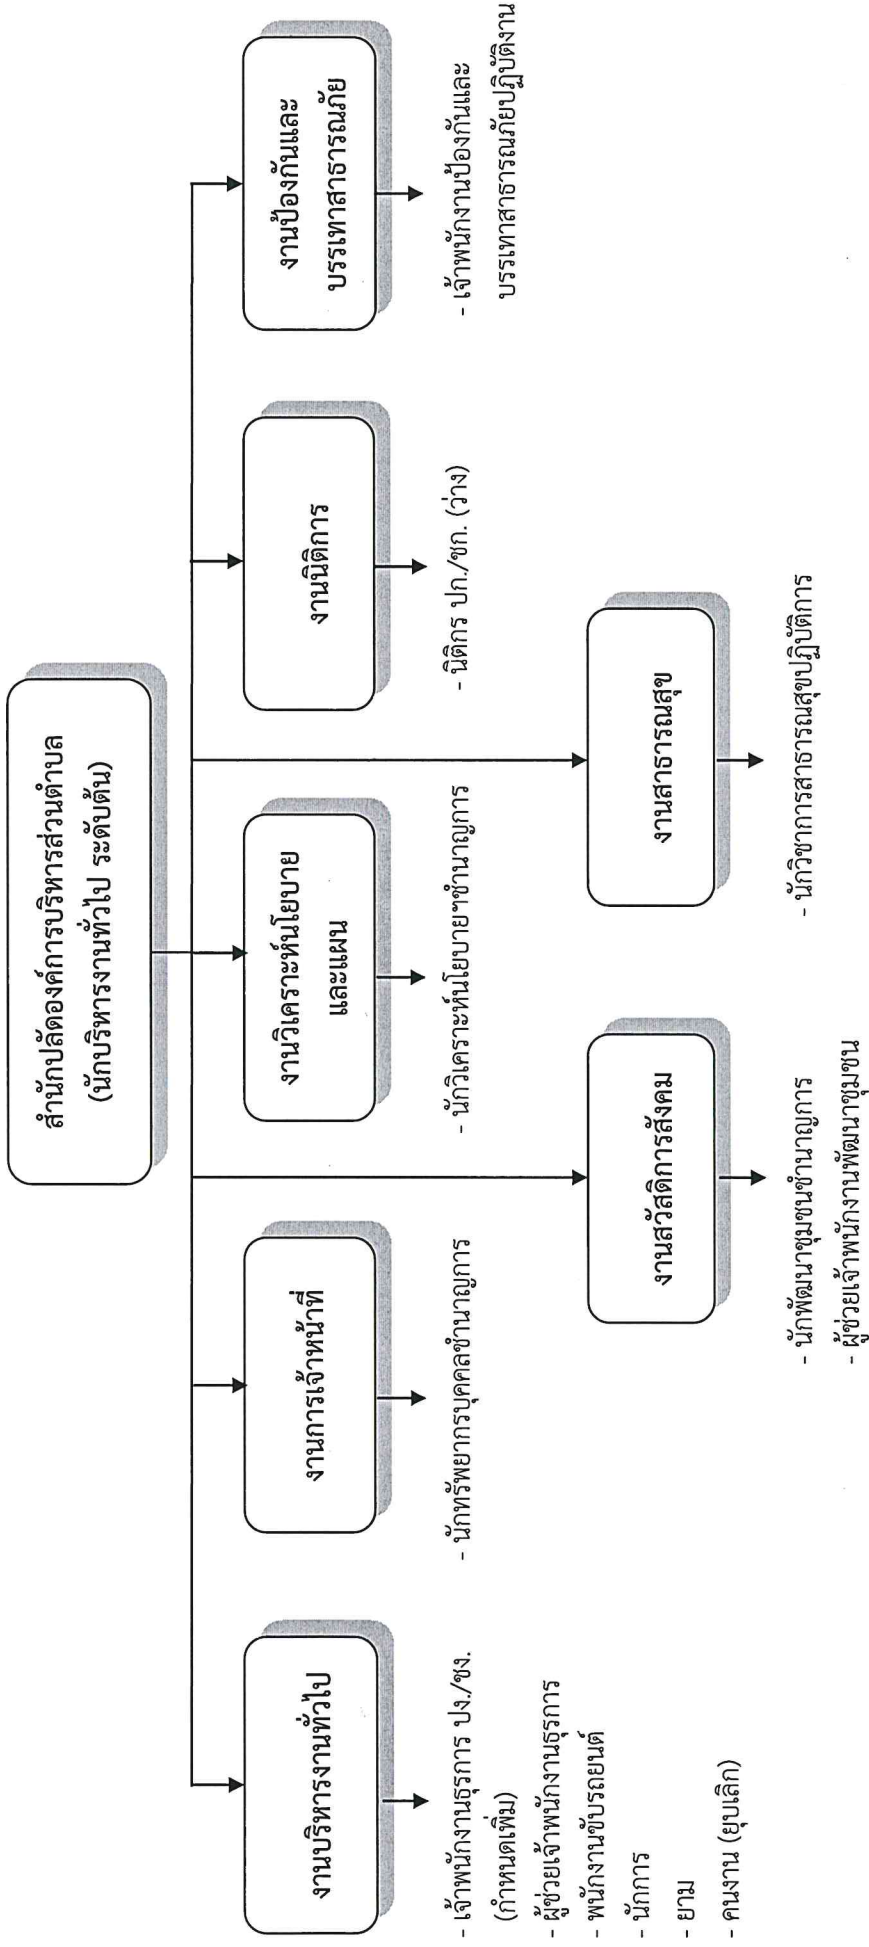 สำนักปลัดองค์การบริหารส่วนตำบล
(นักบริหารงานทั่วไป ระดับต้น)
งานบริหารงานทั่วไป
- เจ้าพนักงานธุรการ ปง./ชง.
(กำหนดเพิ่ม)
- ผู้ช่วยเจ้าพนักงานธุรการ
- พนักงานขับรถยนต์
- นักการ
- ยาม
- คนงาน (ยุบเลิก)
งานการเจ้าหน้าที่
- นักทรัพยากรบุคคลชำนาญการ
งานวิเคราะห์นโยบาย
และแผน
- นักวิเคราะห์นโยบายฯชำนาญการ
งานนิติการ
- นิติกร ปก./ชก. (ว่าง)
งานป้องกันและ
บรรเทาสาธารณภัย
- เจ้าพนักงานป้องกันและ
บรรเทาสาธารณภัยปฏิบัติงาน
งานสวัสดิการสังคม
- นักพัฒนาชุมชนชำนาญการ
- ผู้ช่วยเจ้าพนักงานพัฒนาชุมชน
งานสาธารณสุข
- นักวิชาการสาธารณสุขปฏิบัติการ